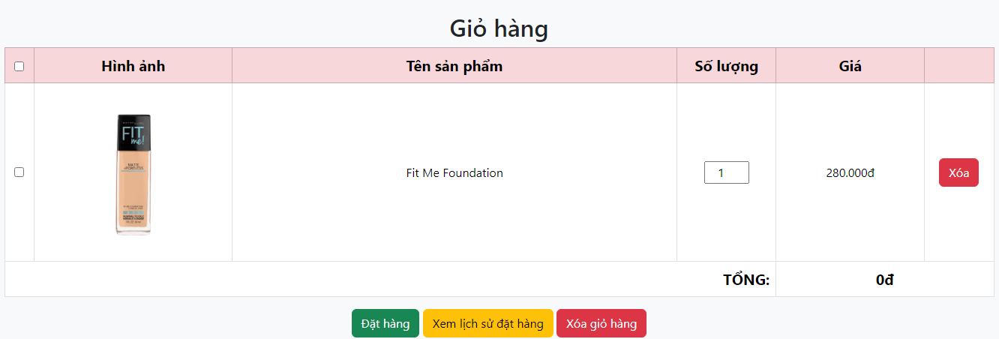 Giỏ hàng
Hình ảnh Tên sản phẩm Số lượng Giá
FIT
me!
MATTE
Fit Me Foundation 1 280.000đ Xóa
TỔNG: 0đ
Đặt hàng Xem lịch sử đặt hàng Xóa giỏ hàng